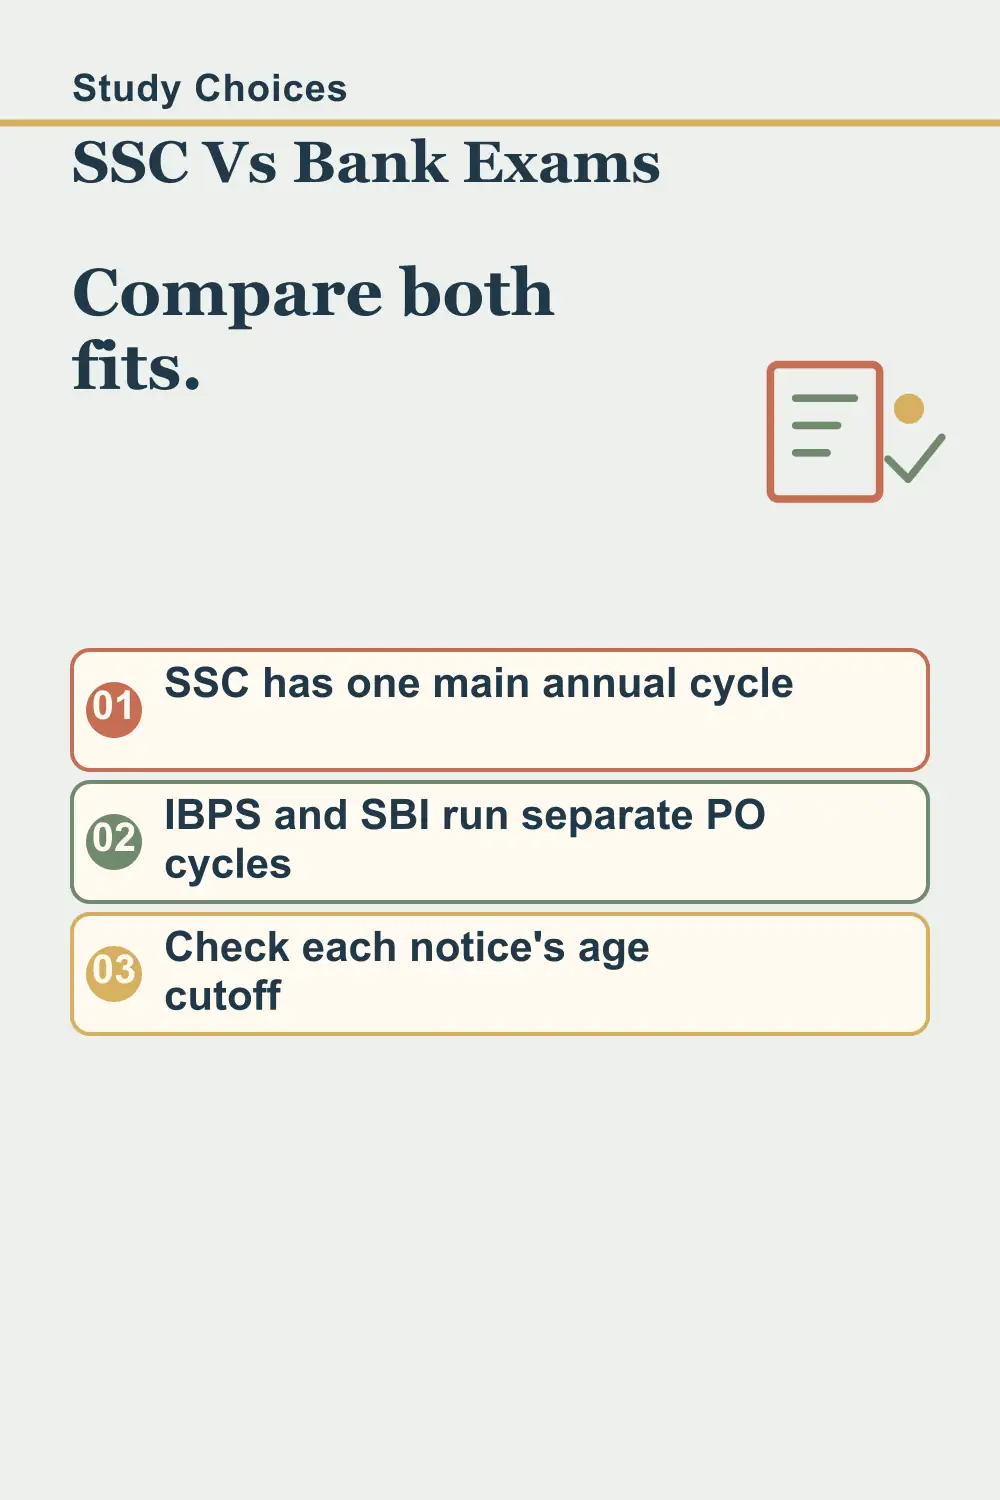 Study Choices
SSC Vs Bank Exams
Compare both
fits.
01
SSC has one main annual cycle
02
IBPS and SBI run separate PO
cycles
03
Check each notice's age
cutoff